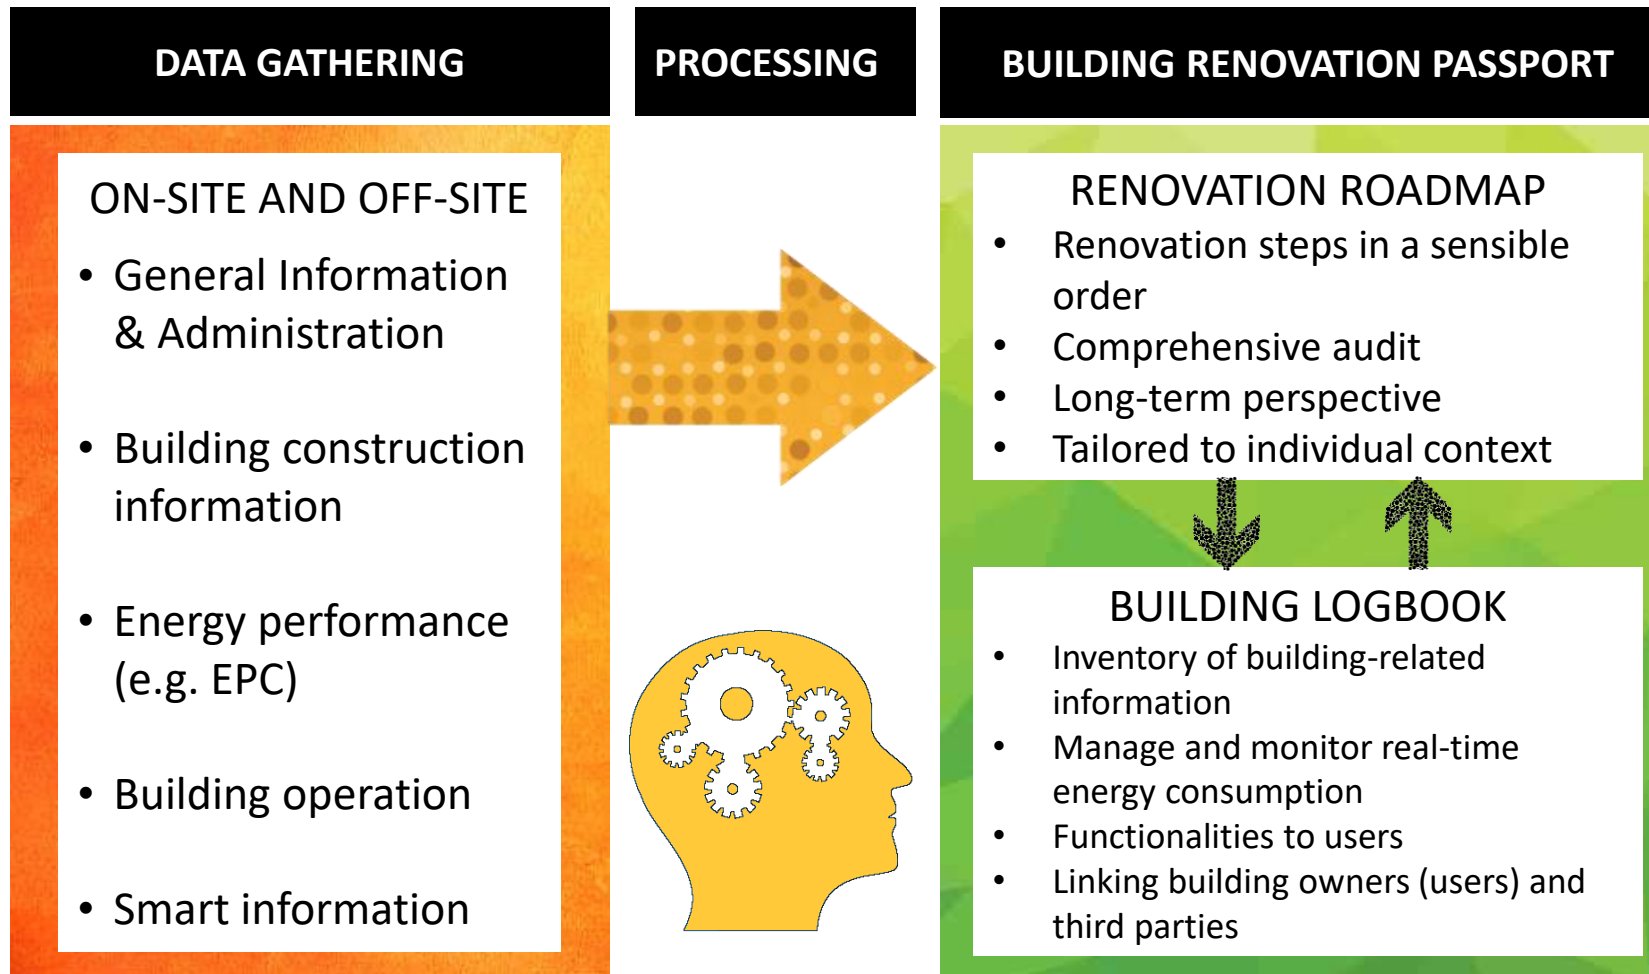 DATA GATHERING
PROCESSING
BUILDING RENOVATION PASSPORT
ON-SITE AND OFF-SITE
• General Information
& Administration
• Building construction
information
• Energy performance
(e.g. EPC)
• Building operation
• Smart information
RENOVATION ROADMAP
• Renovation steps in a sensible
order
• Comprehensive audit
• Long-term perspective
• Tailored to individual context
BUILDING LOGBOOK
• Inventory of building-related
information
• Manage and monitor real-time
energy consumption
• Functionalities to users
• Linking building owners (users) and
third parties